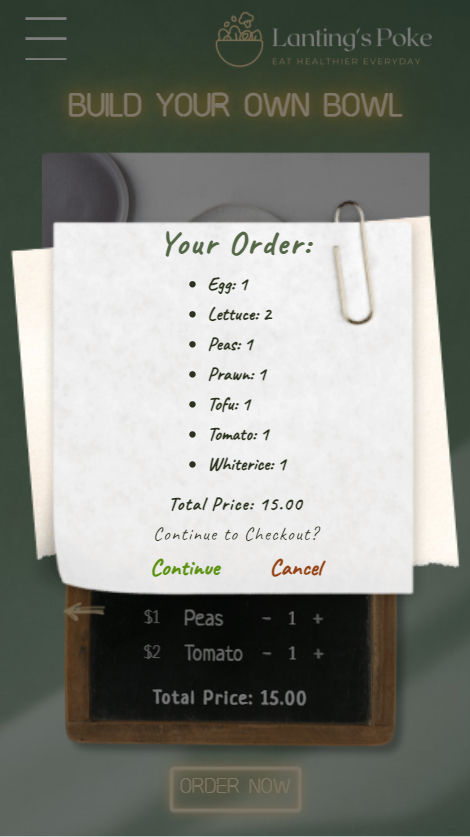 Lanting's Poke
EAT HEALTHIER EVERYDAY
BUILD YOUR OWN BOWL
Your Order:
Egg: 1
Lettuce: 2
Peas: 1
Prawn: 1
Tofu: 1
Tomato: 1
Whiterice: 1
Total Price: 15.00
Continue to Checkout?
Continue Cancel
$1 Peas - 1 +
$2 Tomato - 1 +
Total Price: 15.00
ORDER NOW